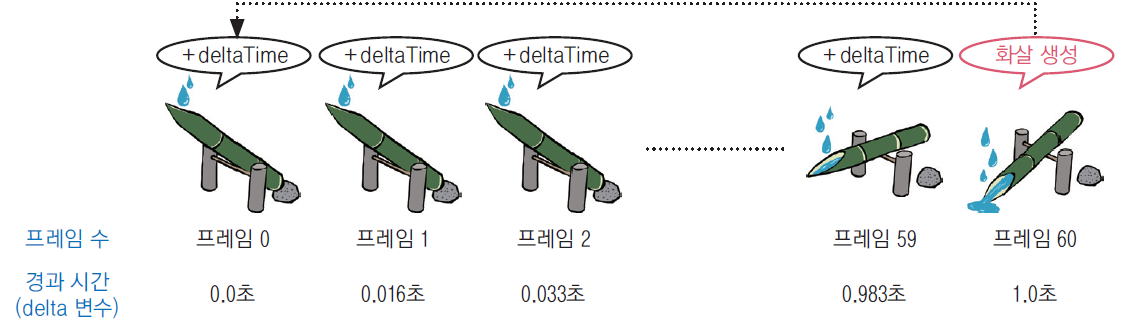 +deltaTime
+deltaTime
+deltaTime
+deltaTime
화살 생성
프레임 수
프레임 0
프레임 1
프레임 2
프레임 59
프레임 60
경과 시간
(delta 변수)
0.0초
0.016초
0.033초
0.983초
1.0초